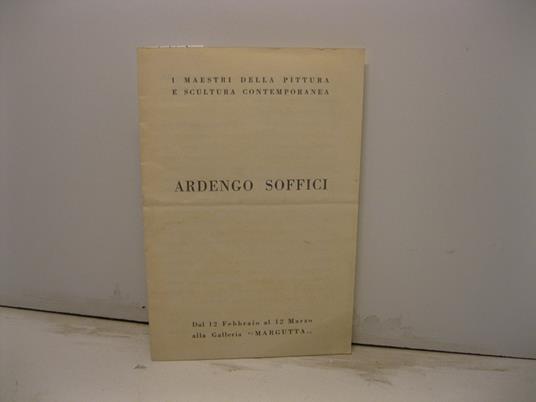 I MAESTRI DELLA PITTURA
E SCULTURA CONTEMPORANEA
ARDENGO SOFFICI
Dal 12 Febbraio al 12 Marzo
alla Galleria "MARGUTTA„